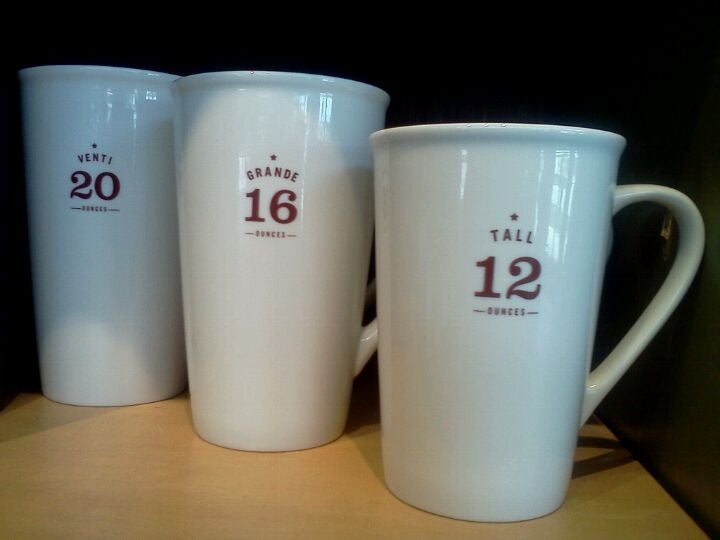 VENTI
20
OUNCES
GRANDE
16
OUNCES
TALL
12
OUNCES